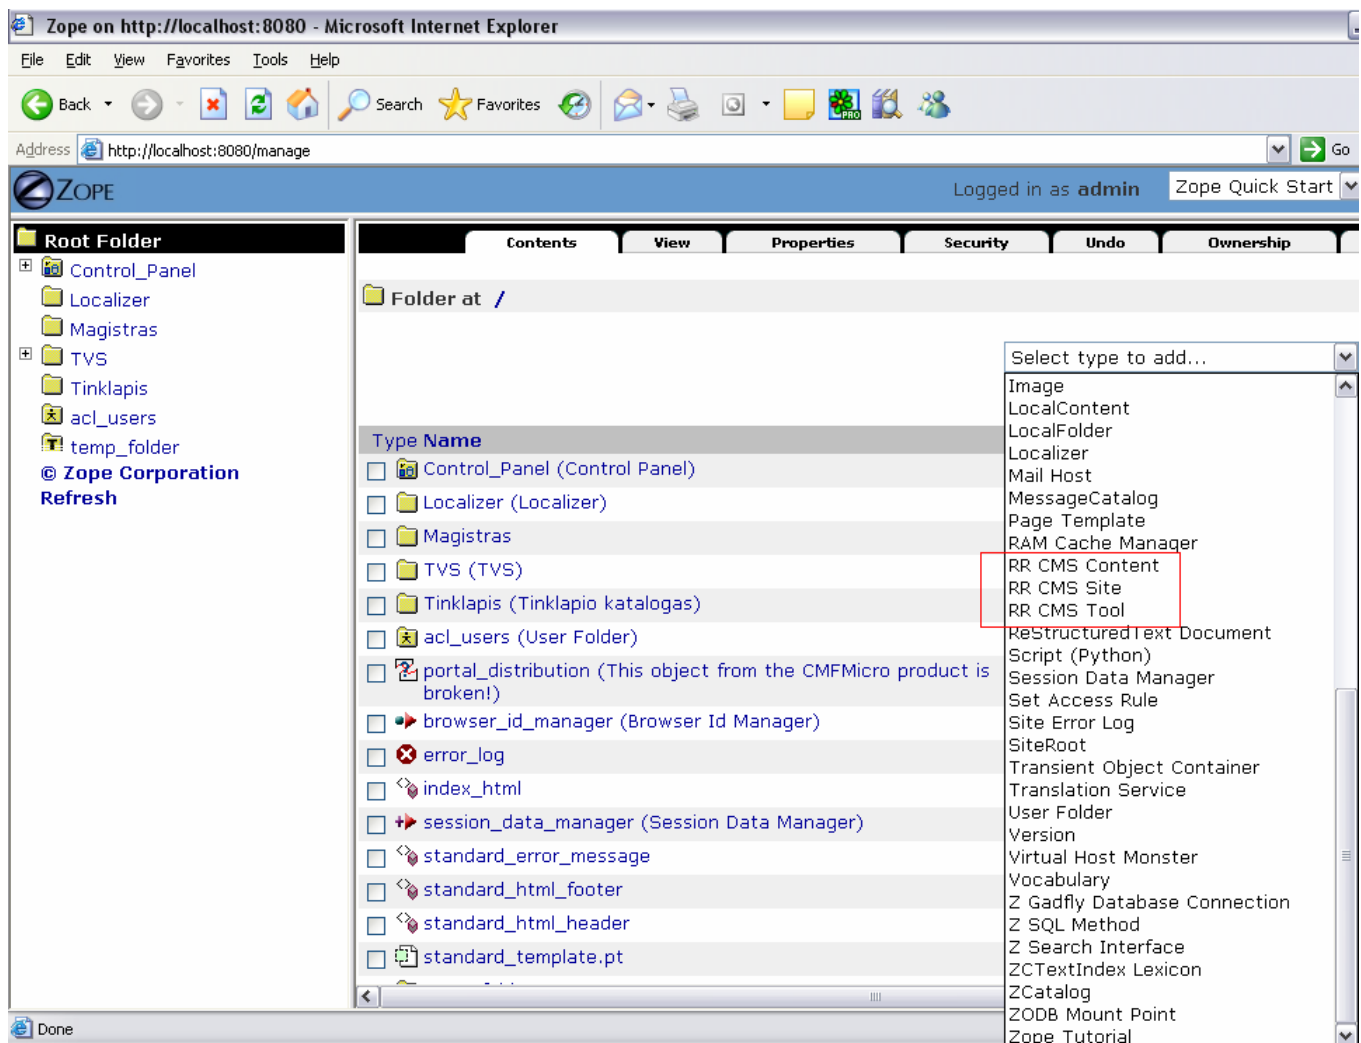 Zope on http://localhost:8080 - Microsoft Internet Explorer
File Edit View Favorites Tools Help
Back Search Favorites PRO
Address http://localhost:8080/manage Go
ZOPE Logged in as admin Zope Quick Start
Root Folder
Control_Panel
Localizer
Magistras
TVS
Tinklapis
acl_users
temp_folder
© Zope Corporation
Refresh
Contents View Properties Security Undo Ownership
Folder at /
Type Name
Control_Panel (Control Panel)
Localizer (Localizer)
Magistras
TVS (TVS)
Tinklapis (Tinklapio katalogas)
acl_users (User Folder)
portal_distribution (This object from the CMFMicro product is
broken!)
browser_id_manager (Browser Id Manager)
error_log
index_html
session_data_manager (Session Data Manager)
standard_error_message
standard_html_footer
standard_html_header
standard_template.pt
Select type to add...
Image
LocalContent
LocalFolder
Localizer
Mail Host
MessageCatalog
Page Template
RAM Cache Manager
RR CMS Content
RR CMS Site
RR CMS Tool
ReStructuredText Document
Script (Python)
Session Data Manager
Set Access Rule
Site Error Log
SiteRoot
Transient Object Container
Translation Service
User Folder
Version
Virtual Host Monster
Vocabulary
Z Gadfly Database Connection
Z SQL Method
Z Search Interface
ZCTextIndex Lexicon
ZCatalog
ZODB Mount Point
Zope Tutorial
Done